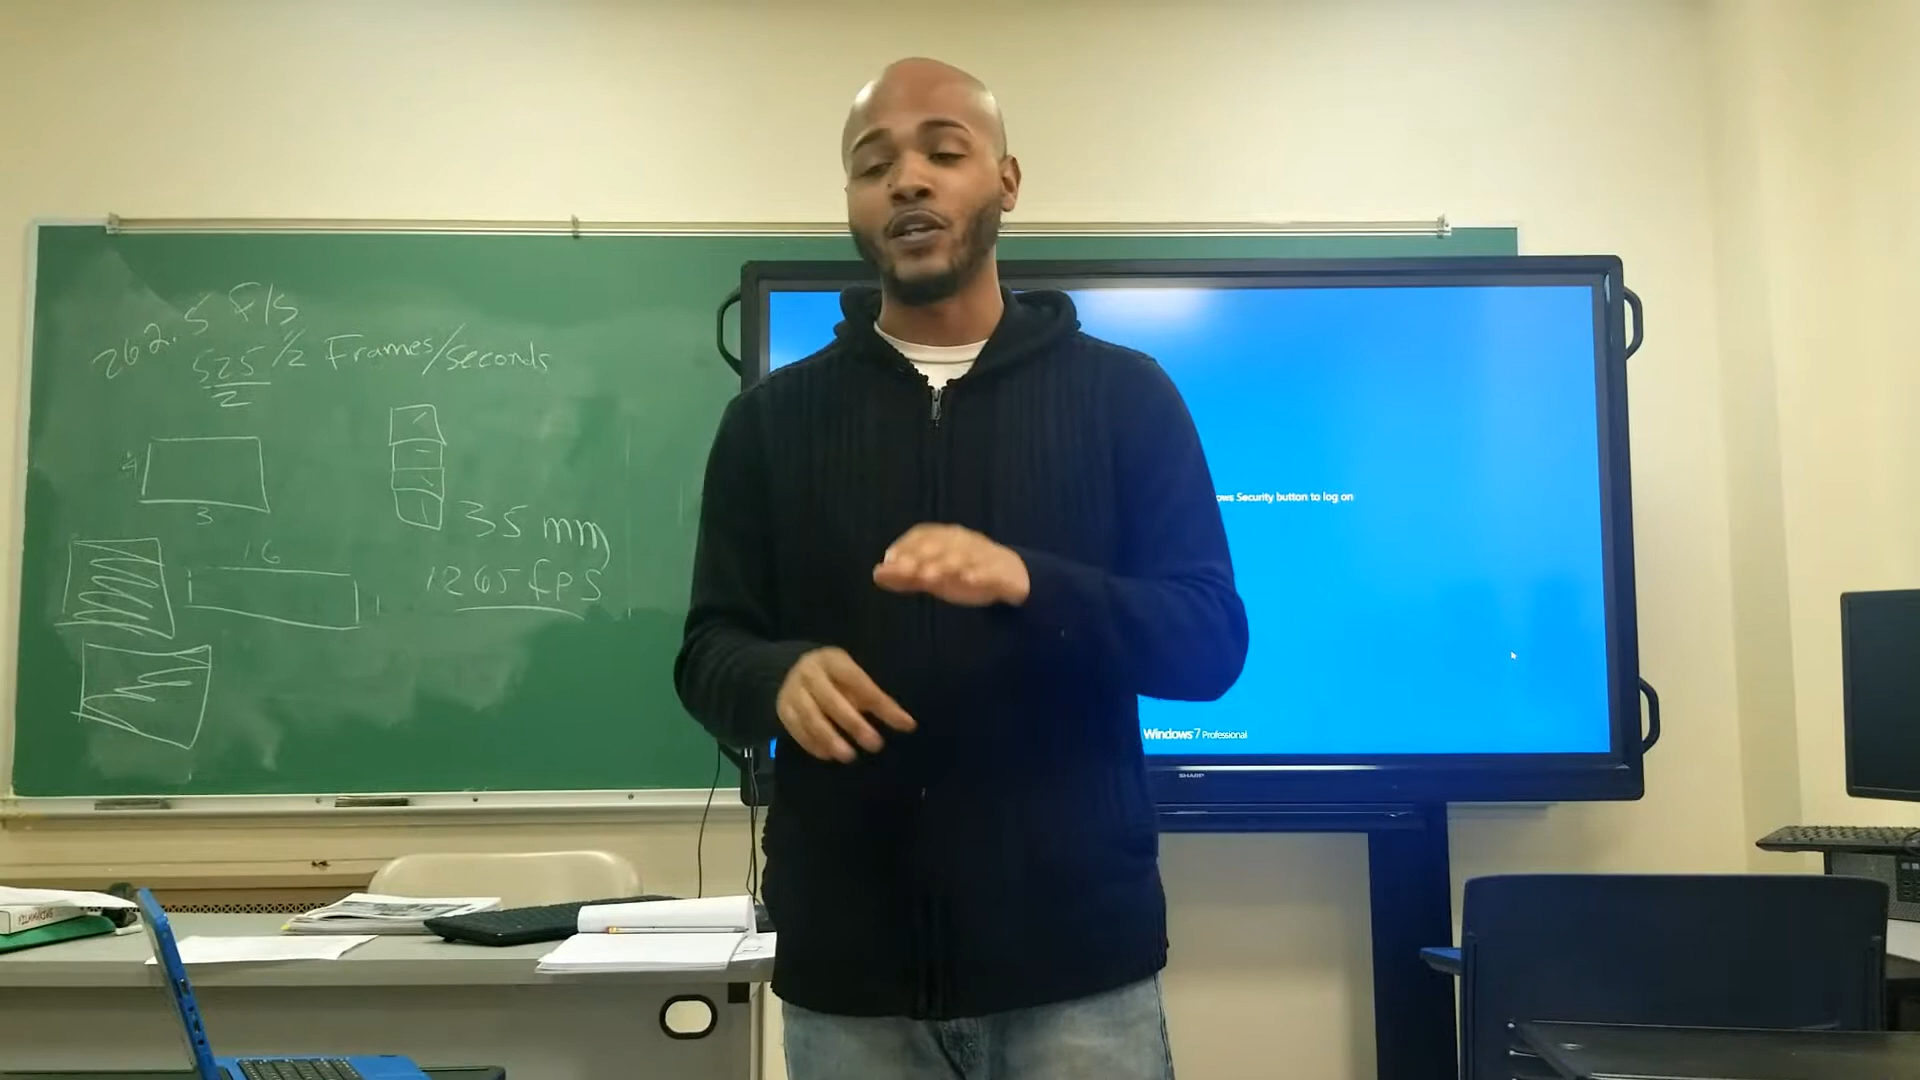 262.5 f/s
525/2 Frames/seconds
2
4
3
16
35 mm
1265 fps
ows Security button to log on
Windows 7 Professional
SHARP